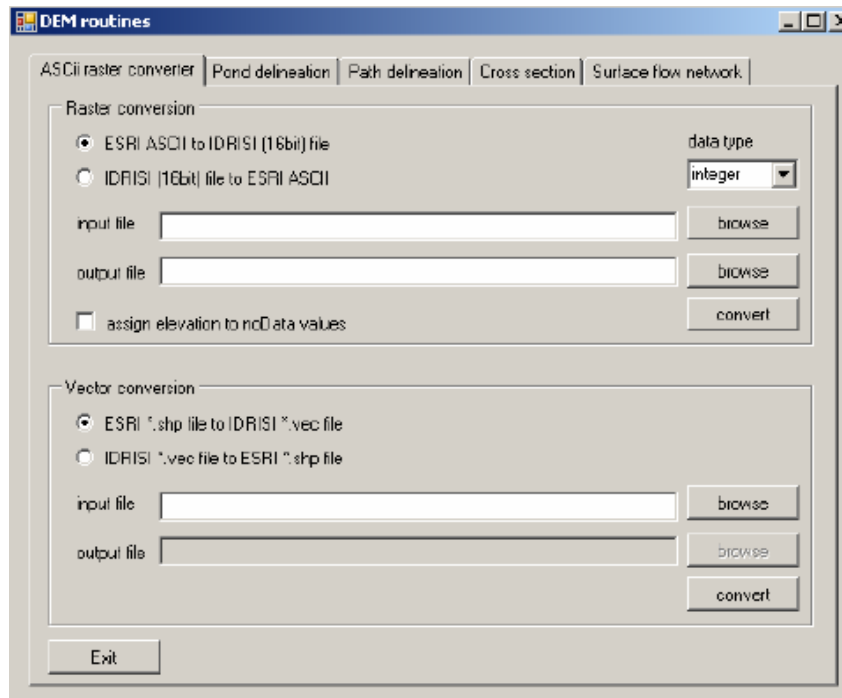 DEM routines
ASCii raster converter Pond delineation Path delineation Cross section Surface flow network
Raster conversion
ESRI ASCII to IDRISI (16bit) file
data type
IDRISI (16bit) file to ESRI ASCII
integer
input file browse
output file browse
assign elevation to noData values
convert
Vector conversion
ESRI *.shp file to IDRISI *.vec file
IDRISI *.vec file to ESRI *.shp file
input file browse
output file browse
convert
Exit